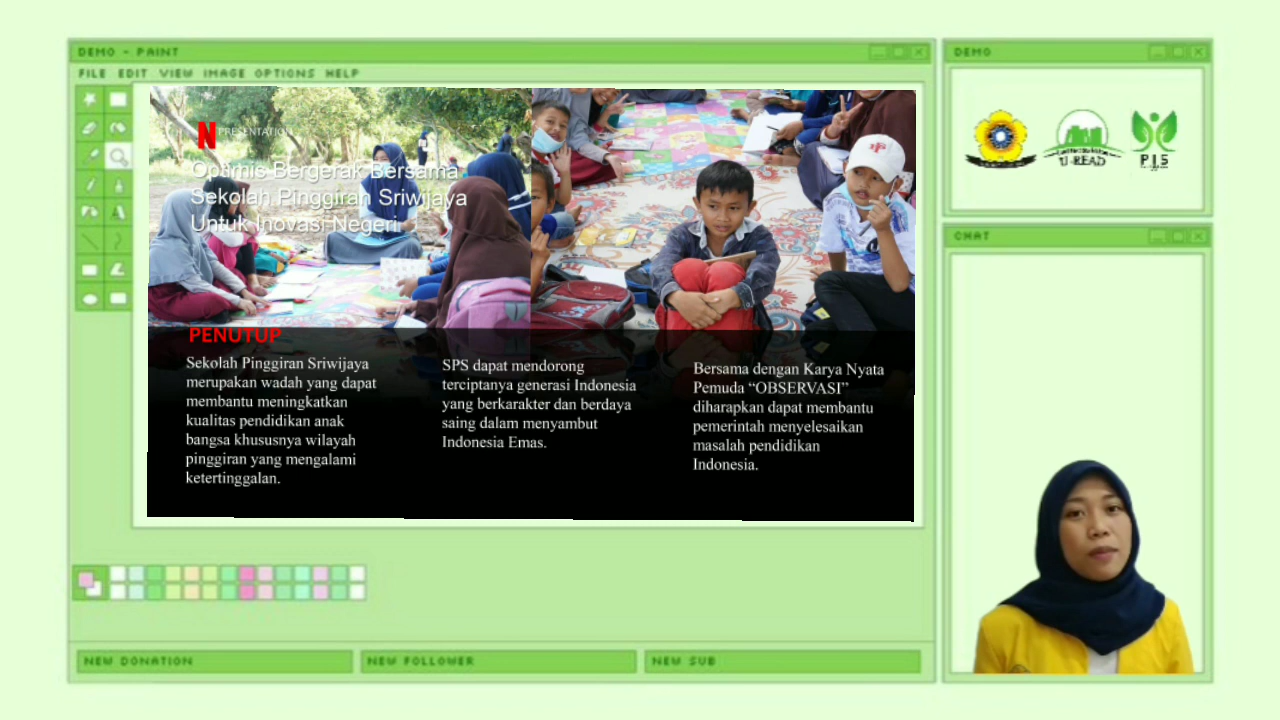 DEMO - PAINT
FILE EDIT VIEW IMAGE OPTIONS HELP
N PRESENTATION
Optimis Bergerak Bersama
Sekolah Pinggiran Sriwijaya
Untuk Inovasi Negeri
PENUTUP
Sekolah Pinggiran Sriwijaya
merupakan wadah yang dapat
membantu meningkatkan
kualitas pendidikan anak
bangsa khususnya wilayah
pinggiran yang mengalami
ketertinggalan.
SPS dapat mendorong
terciptanya generasi Indonesia
yang berkarakter dan berdaya
saing dalam menyambut
Indonesia Emas.
Bersama dengan Karya Nyata
Pemuda “OBSERVASI”
diharapkan dapat membantu
pemerintah menyelesaikan
masalah pendidikan
Indonesia.
NEW DONATION
NEW FOLLOWER
NEW SUB
DEMO
U-READ
PJS
CHAT